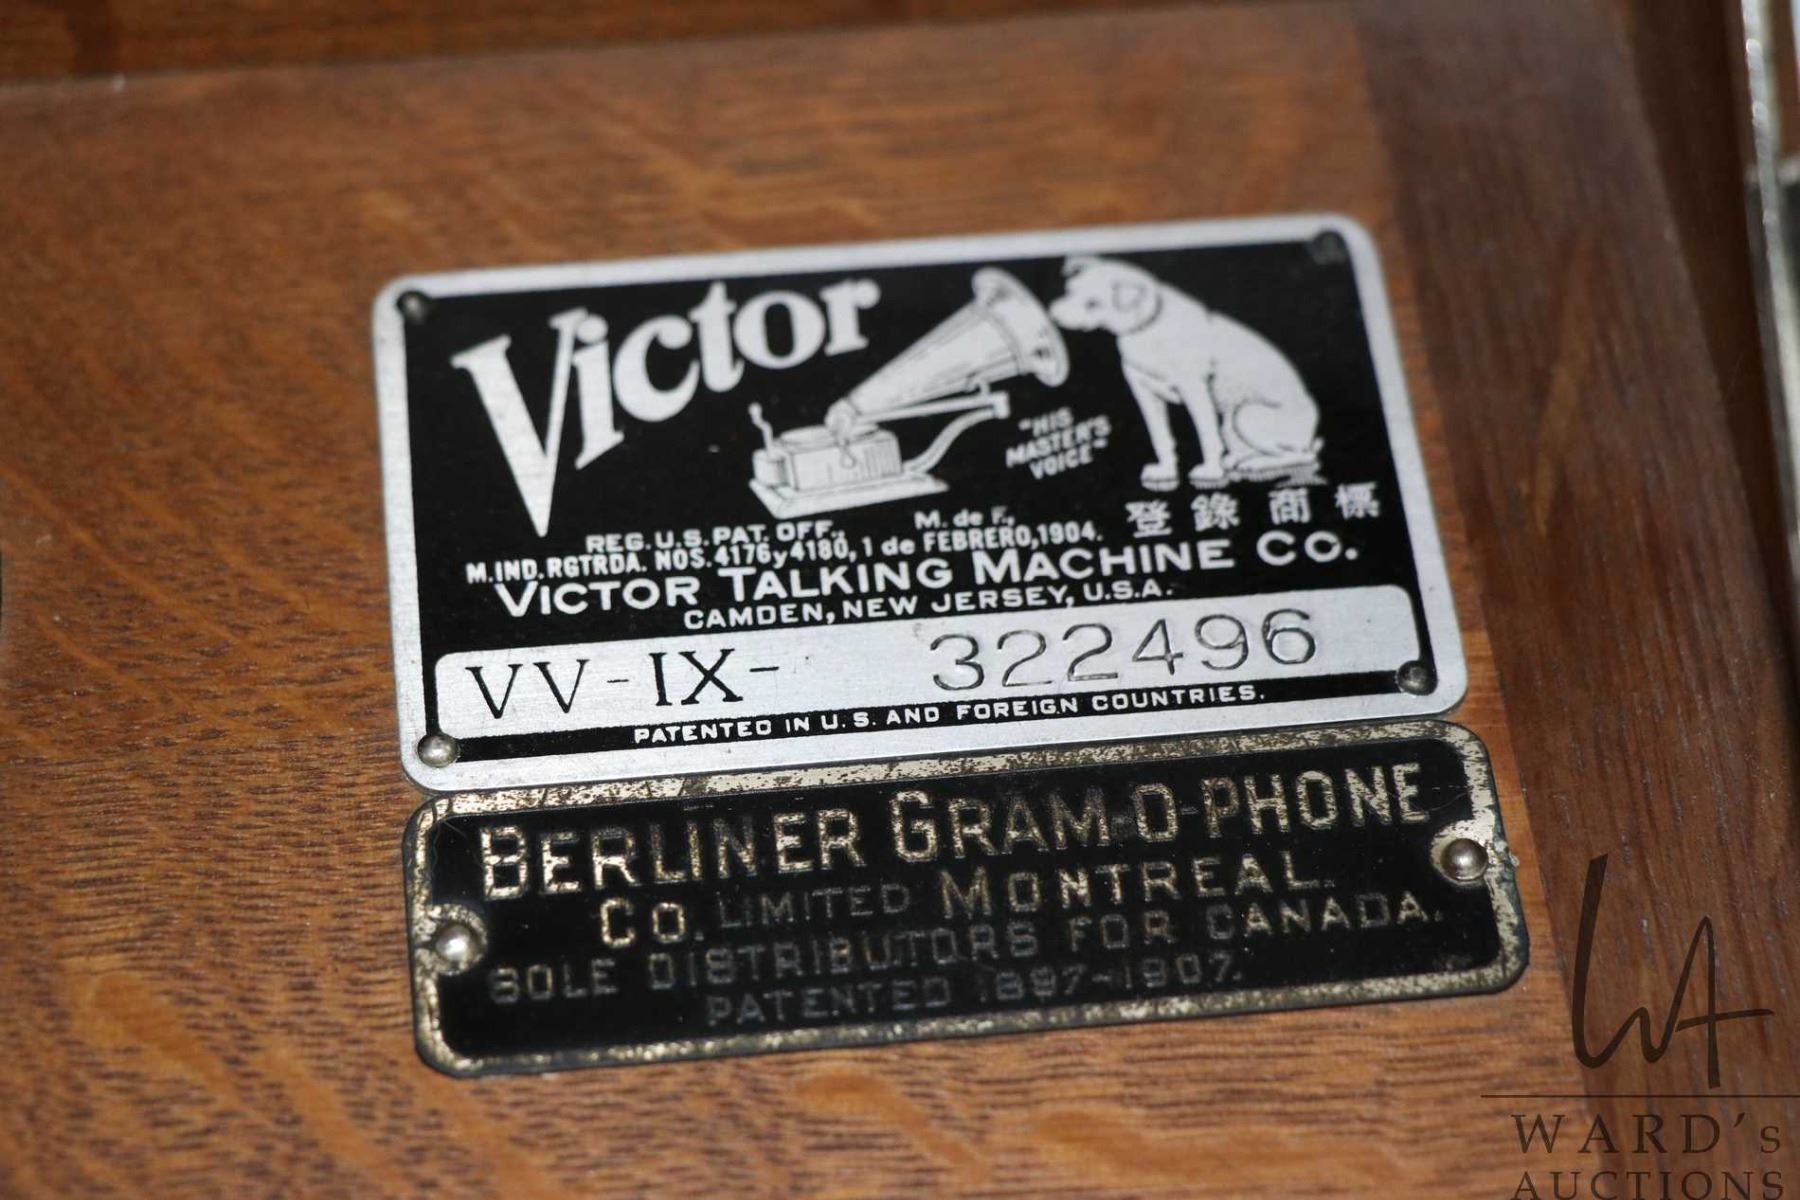 Victor
"HIS
MASTER'S
VOICE"
REG. U.S. PAT. OFF., M. de F.,
M. IND. RGTRDA. NOS. 4176 y 4180, 1 de FEBRERO, 1904.
登錄商標
VICTOR TALKING MACHINE CO.
CAMDEN, NEW JERSEY, U.S.A.
VV-IX- 322496
PATENTED IN U.S. AND FOREIGN COUNTRIES.
BERLINER GRAM-O-PHONE
CO. LIMITED MONTREAL.
SOLE DISTRIBUTORS FOR CANADA.
PATENTED 1897-1907.
WA
WARD's
AUCTIONS